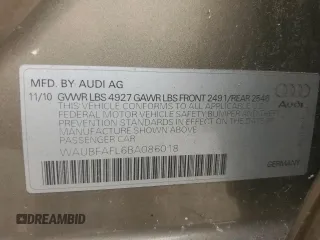 MFD. BY AUDI AG
11/10 GVWR LBS 4927 GAWR LBS FRONT 2491/REAR 2546
THIS VEHICLE CONFORMS TO ALL APPLICABLE
FEDERAL MOTOR VEHICLE SAFETY, BUMPER AND THEFT
PREVENTION STANDARDS IN EFFECT ON
THE DATE OF MANUFACTURE SHOWN ABOVE
PASSENGER CAR
WAUBFAFL6BA086018
Audi
GERMANY
DREAMBID